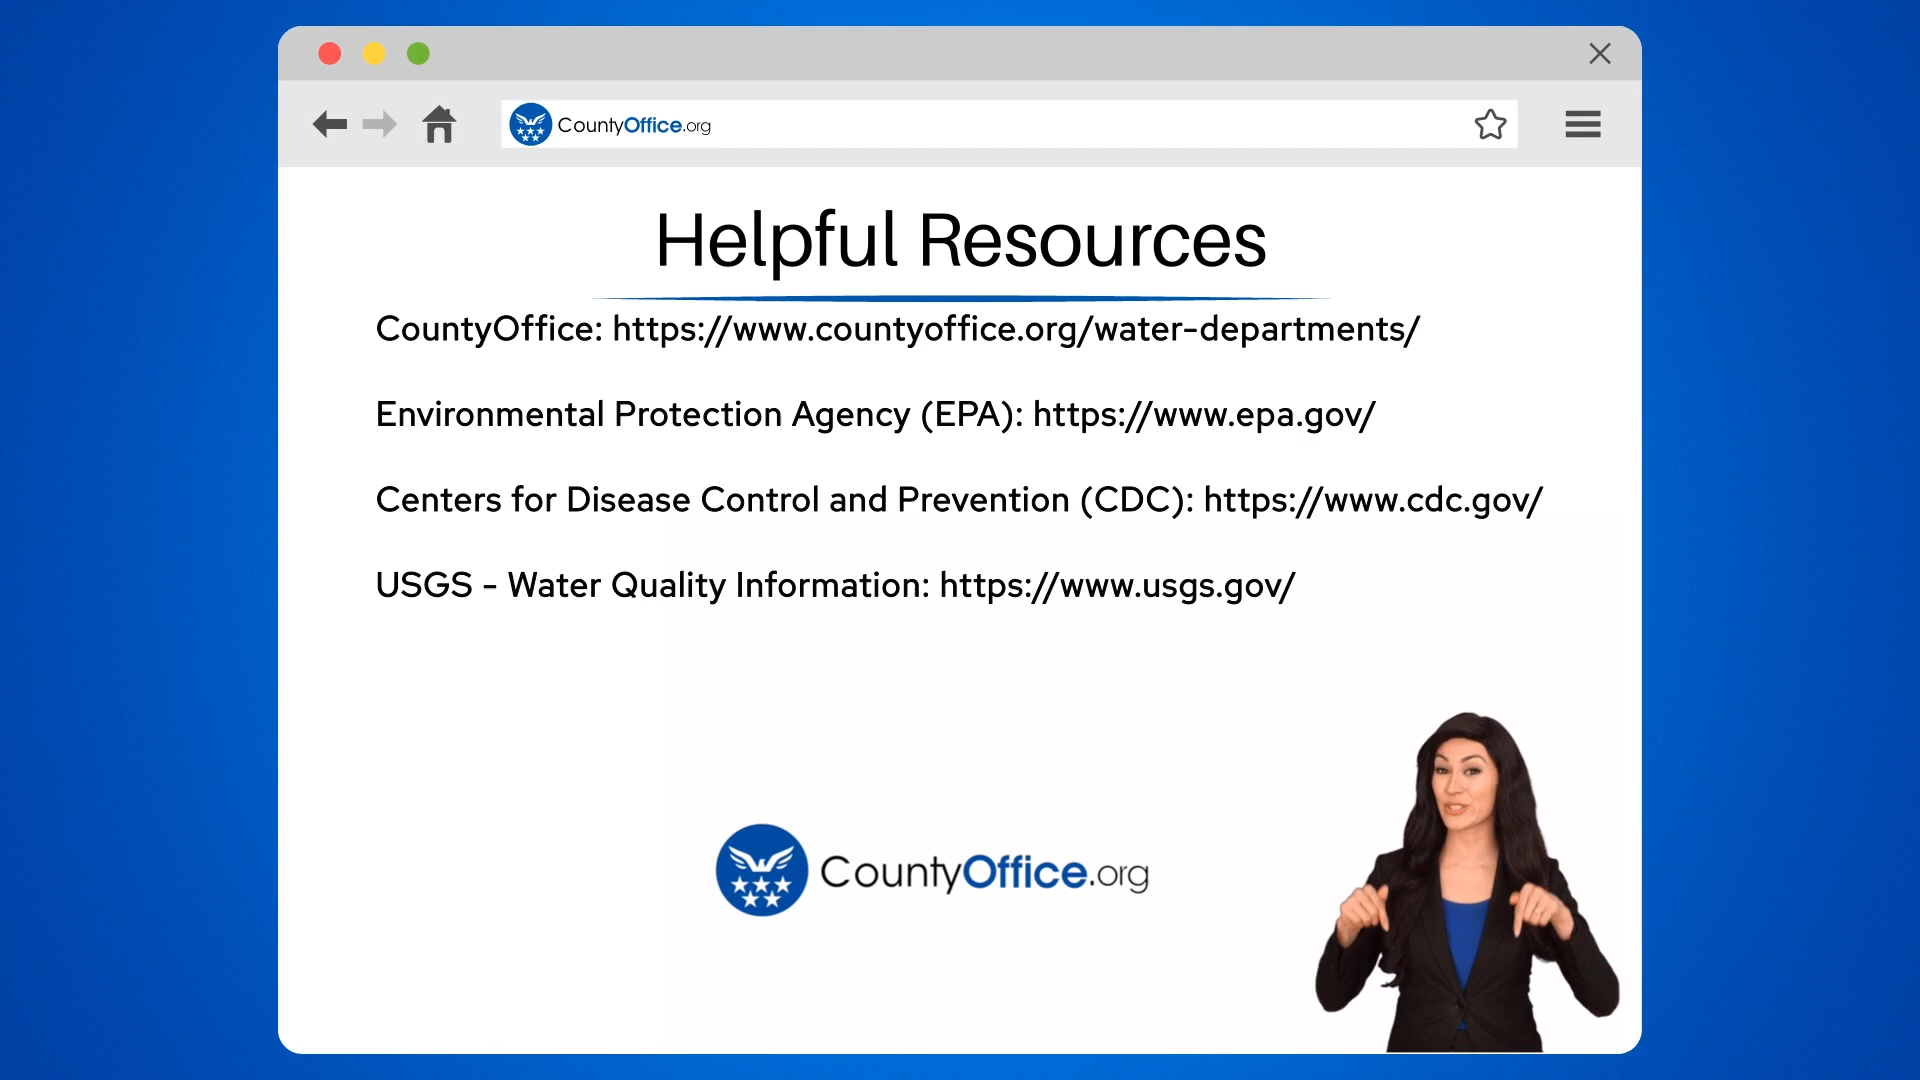 CountyOffice.org
Helpful Resources
CountyOffice: https://www.countyoffice.org/water-departments/
Environmental Protection Agency (EPA): https://www.epa.gov/
Centers for Disease Control and Prevention (CDC): https://www.cdc.gov/
USGS - Water Quality Information: https://www.usgs.gov/
CountyOffice.org